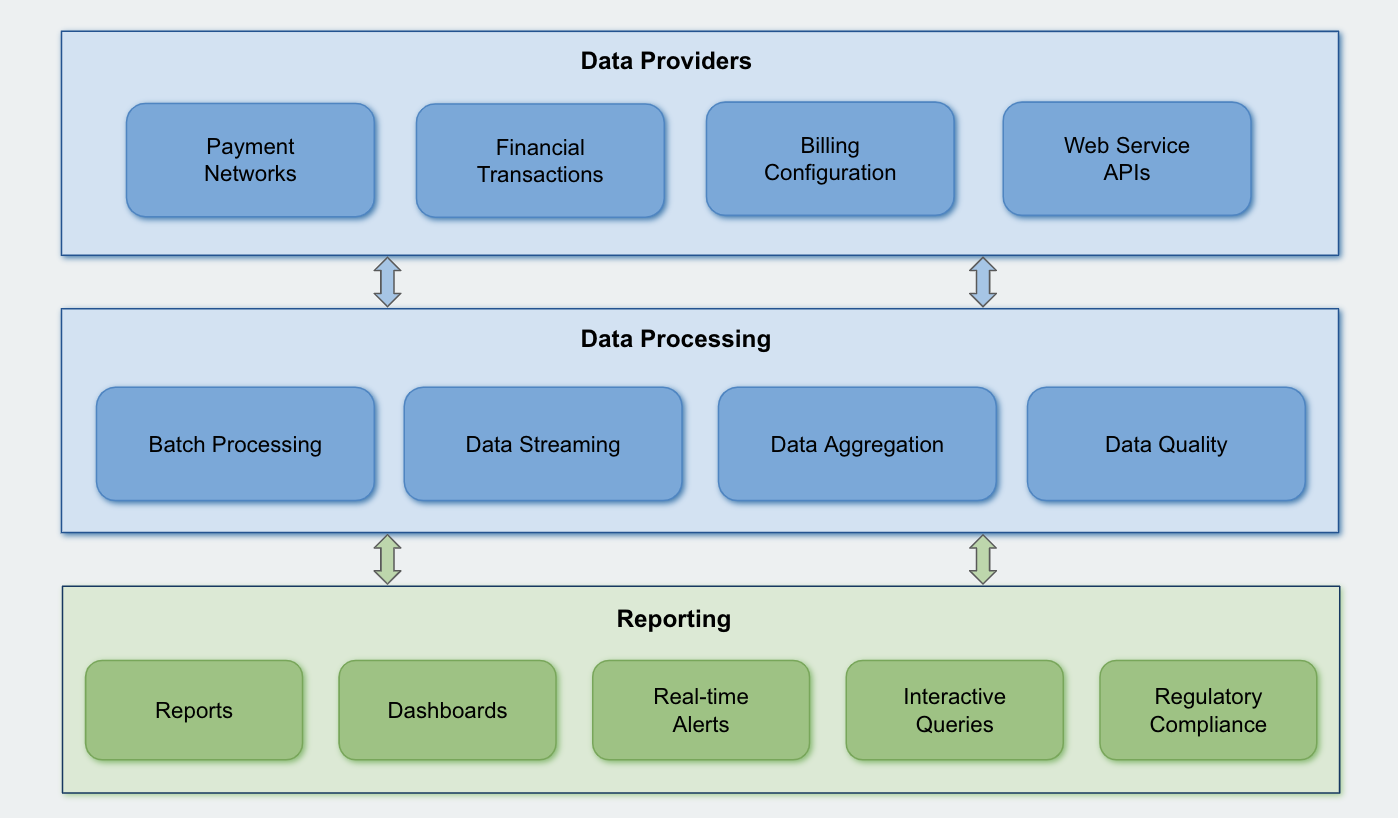 Data Providers
Payment
Networks
Financial
Transactions
Billing
Configuration
Web Service
APIs
Data Processing
Batch Processing
Data Streaming
Data Aggregation
Data Quality
Reporting
Reports
Dashboards
Real-time
Alerts
Interactive
Queries
Regulatory
Compliance